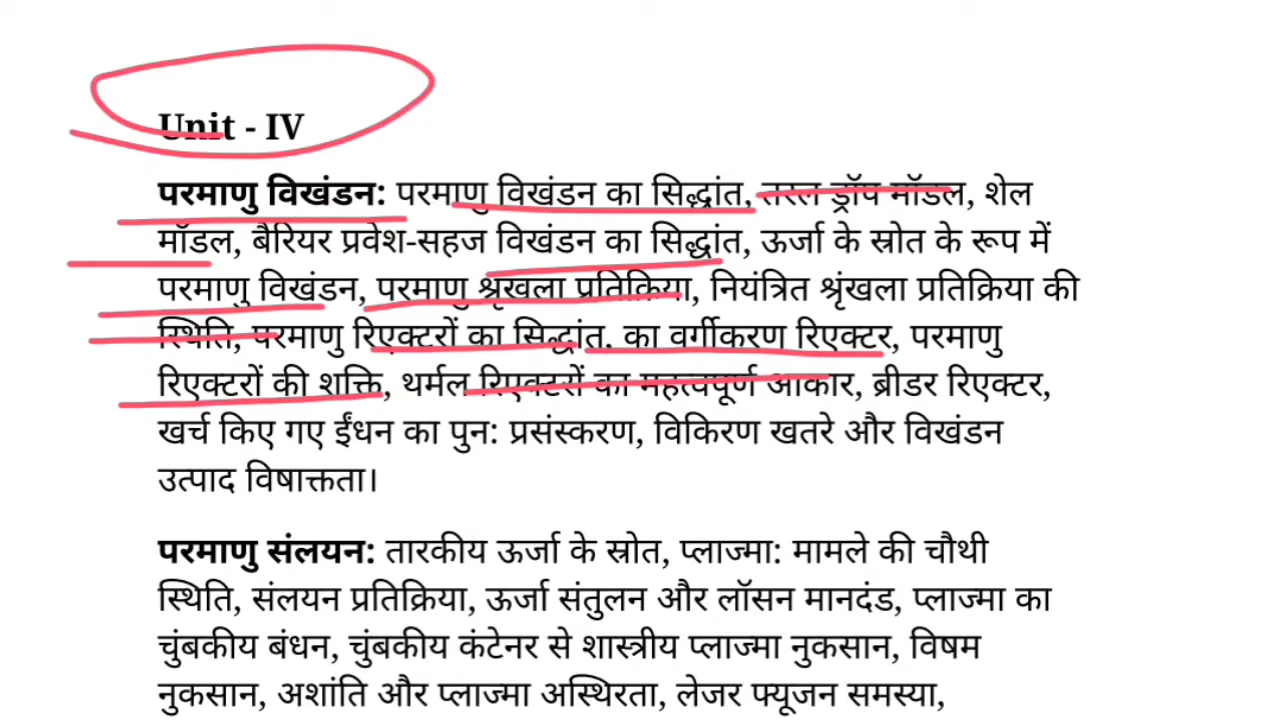 Unit - IV
परमाणु विखंडन: परमाणु विखंडन का सिद्धांत, तरल ड्रॉप मॉडल, शेल
मॉडल, बैरियर प्रवेश-सहज विखंडन का सिद्धांत, ऊर्जा के स्रोत के रूप में
परमाणु विखंडन, परमाणु श्रृंखला प्रतिक्रिया, नियंत्रित श्रृंखला प्रतिक्रिया की
स्थिति, परमाणु रिएक्टरों का सिद्धांत. का वर्गीकरण रिएक्टर, परमाणु
रिएक्टरों की शक्ति, थर्मल रिएक्टरों का महत्वपूर्ण आकार, ब्रीडर रिएक्टर,
खर्च किए गए ईंधन का पुन: प्रसंस्करण, विकिरण खतरे और विखंडन
उत्पाद विषाक्तता।
परमाणु संलयन: तारकीय ऊर्जा के स्रोत, प्लाज्मा: मामले की चौथी
स्थिति, संलयन प्रतिक्रिया, ऊर्जा संतुलन और लॉसन मानदंड, प्लाज्मा का
चुंबकीय बंधन, चुंबकीय कंटेनर से शास्त्रीय प्लाज्मा नुकसान, विषम
नुकसान, अशांति और प्लाज्मा अस्थिरता, लेजर फ्यूजन समस्या,